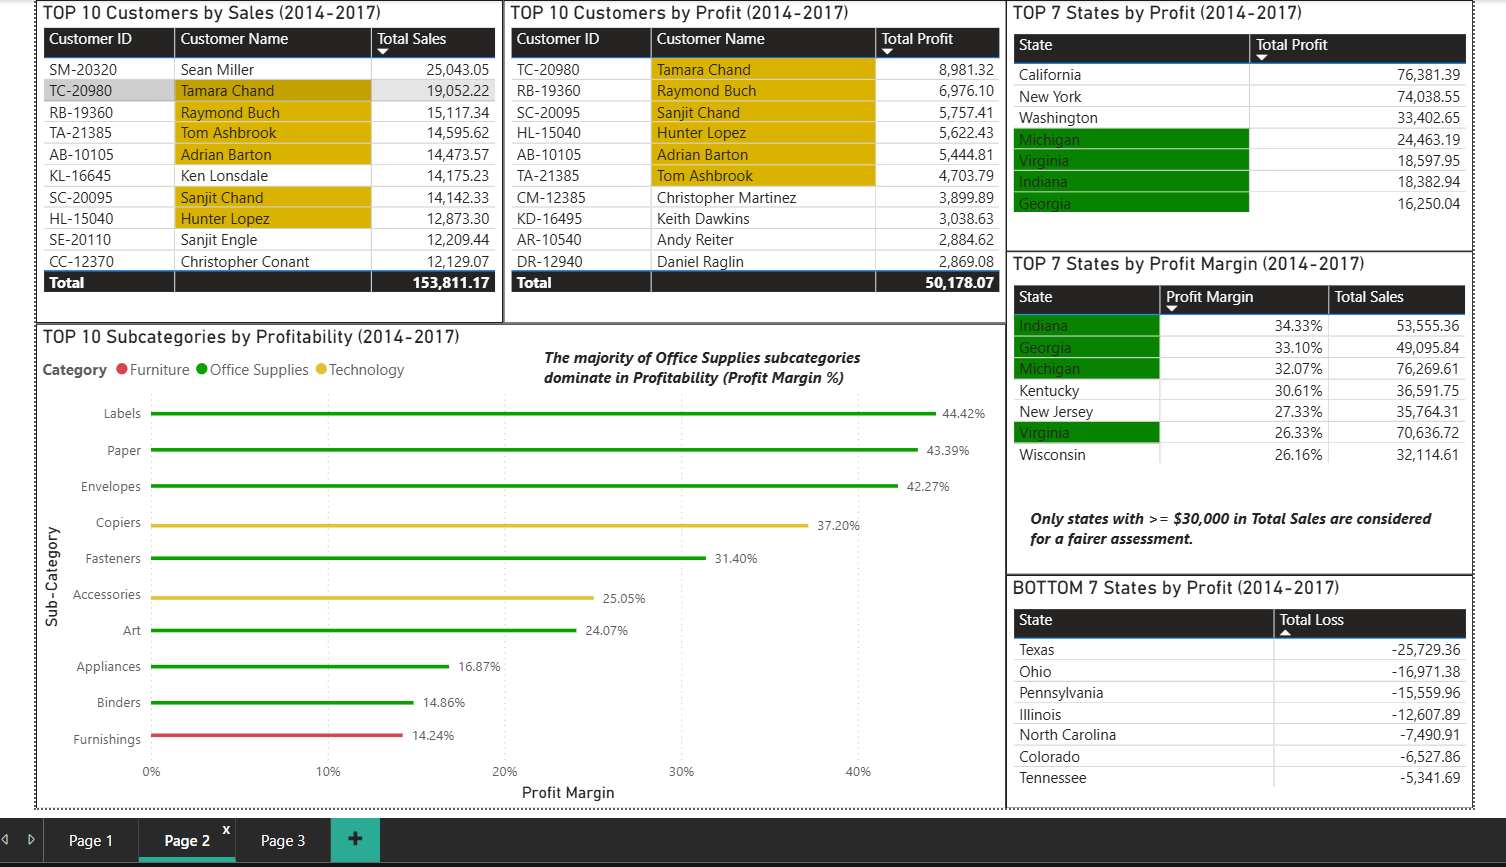 TOP 10 Customers by Sales (2014-2017)
Customer ID Customer Name Total Sales
SM-20320 Sean Miller 25,043.05
TC-20980 Tamara Chand 19,052.22
RB-19360 Raymond Buch 15,117.34
TA-21385 Tom Ashbrook 14,595.62
AB-10105 Adrian Barton 14,473.57
KL-16645 Ken Lonsdale 14,175.23
SC-20095 Sanjit Chand 14,142.33
HL-15040 Hunter Lopez 12,873.30
SE-20110 Sanjit Engle 12,209.44
CC-12370 Christopher Conant 12,129.07
Total 153,811.17
TOP 10 Customers by Profit (2014-2017)
Customer ID Customer Name Total Profit
TC-20980 Tamara Chand 8,981.32
RB-19360 Raymond Buch 6,976.10
SC-20095 Sanjit Chand 5,757.41
HL-15040 Hunter Lopez 5,622.43
AB-10105 Adrian Barton 5,444.81
TA-21385 Tom Ashbrook 4,703.79
CM-12385 Christopher Martinez 3,899.89
KD-16495 Keith Dawkins 3,038.63
AR-10540 Andy Reiter 2,884.62
DR-12940 Daniel Raglin 2,869.08
Total 50,178.07
TOP 7 States by Profit (2014-2017)
State Total Profit
California 76,381.39
New York 74,038.55
Washington 33,402.65
Michigan 24,463.19
Virginia 18,597.95
Indiana 18,382.94
Georgia 16,250.04
TOP 7 States by Profit Margin (2014-2017)
State Profit Margin Total Sales
Indiana 34.33% 53,555.36
Georgia 33.10% 49,095.84
Michigan 32.07% 76,269.61
Kentucky 30.61% 36,591.75
New Jersey 27.33% 35,764.31
Virginia 26.33% 70,636.72
Wisconsin 26.16% 32,114.61
Only states with >= $30,000 in Total Sales are considered
for a fairer assessment.
TOP 10 Subcategories by Profitability (2014-2017)
Category Furniture Office Supplies Technology
The majority of Office Supplies subcategories
dominate in Profitability (Profit Margin %)
Sub-Category
Labels 44.42%
Paper 43.39%
Envelopes 42.27%
Copiers 37.20%
Fasteners 31.40%
Accessories 25.05%
Art 24.07%
Appliances 16.87%
Binders 14.86%
Furnishings 14.24%
0% 10% 20% 30% 40%
Profit Margin
BOTTOM 7 States by Profit (2014-2017)
State Total Loss
Texas -25,729.36
Ohio -16,971.38
Pennsylvania -15,559.96
Illinois -12,607.89
North Carolina -7,490.91
Colorado -6,527.86
Tennessee -5,341.69
Page 1 Page 2 x Page 3 +